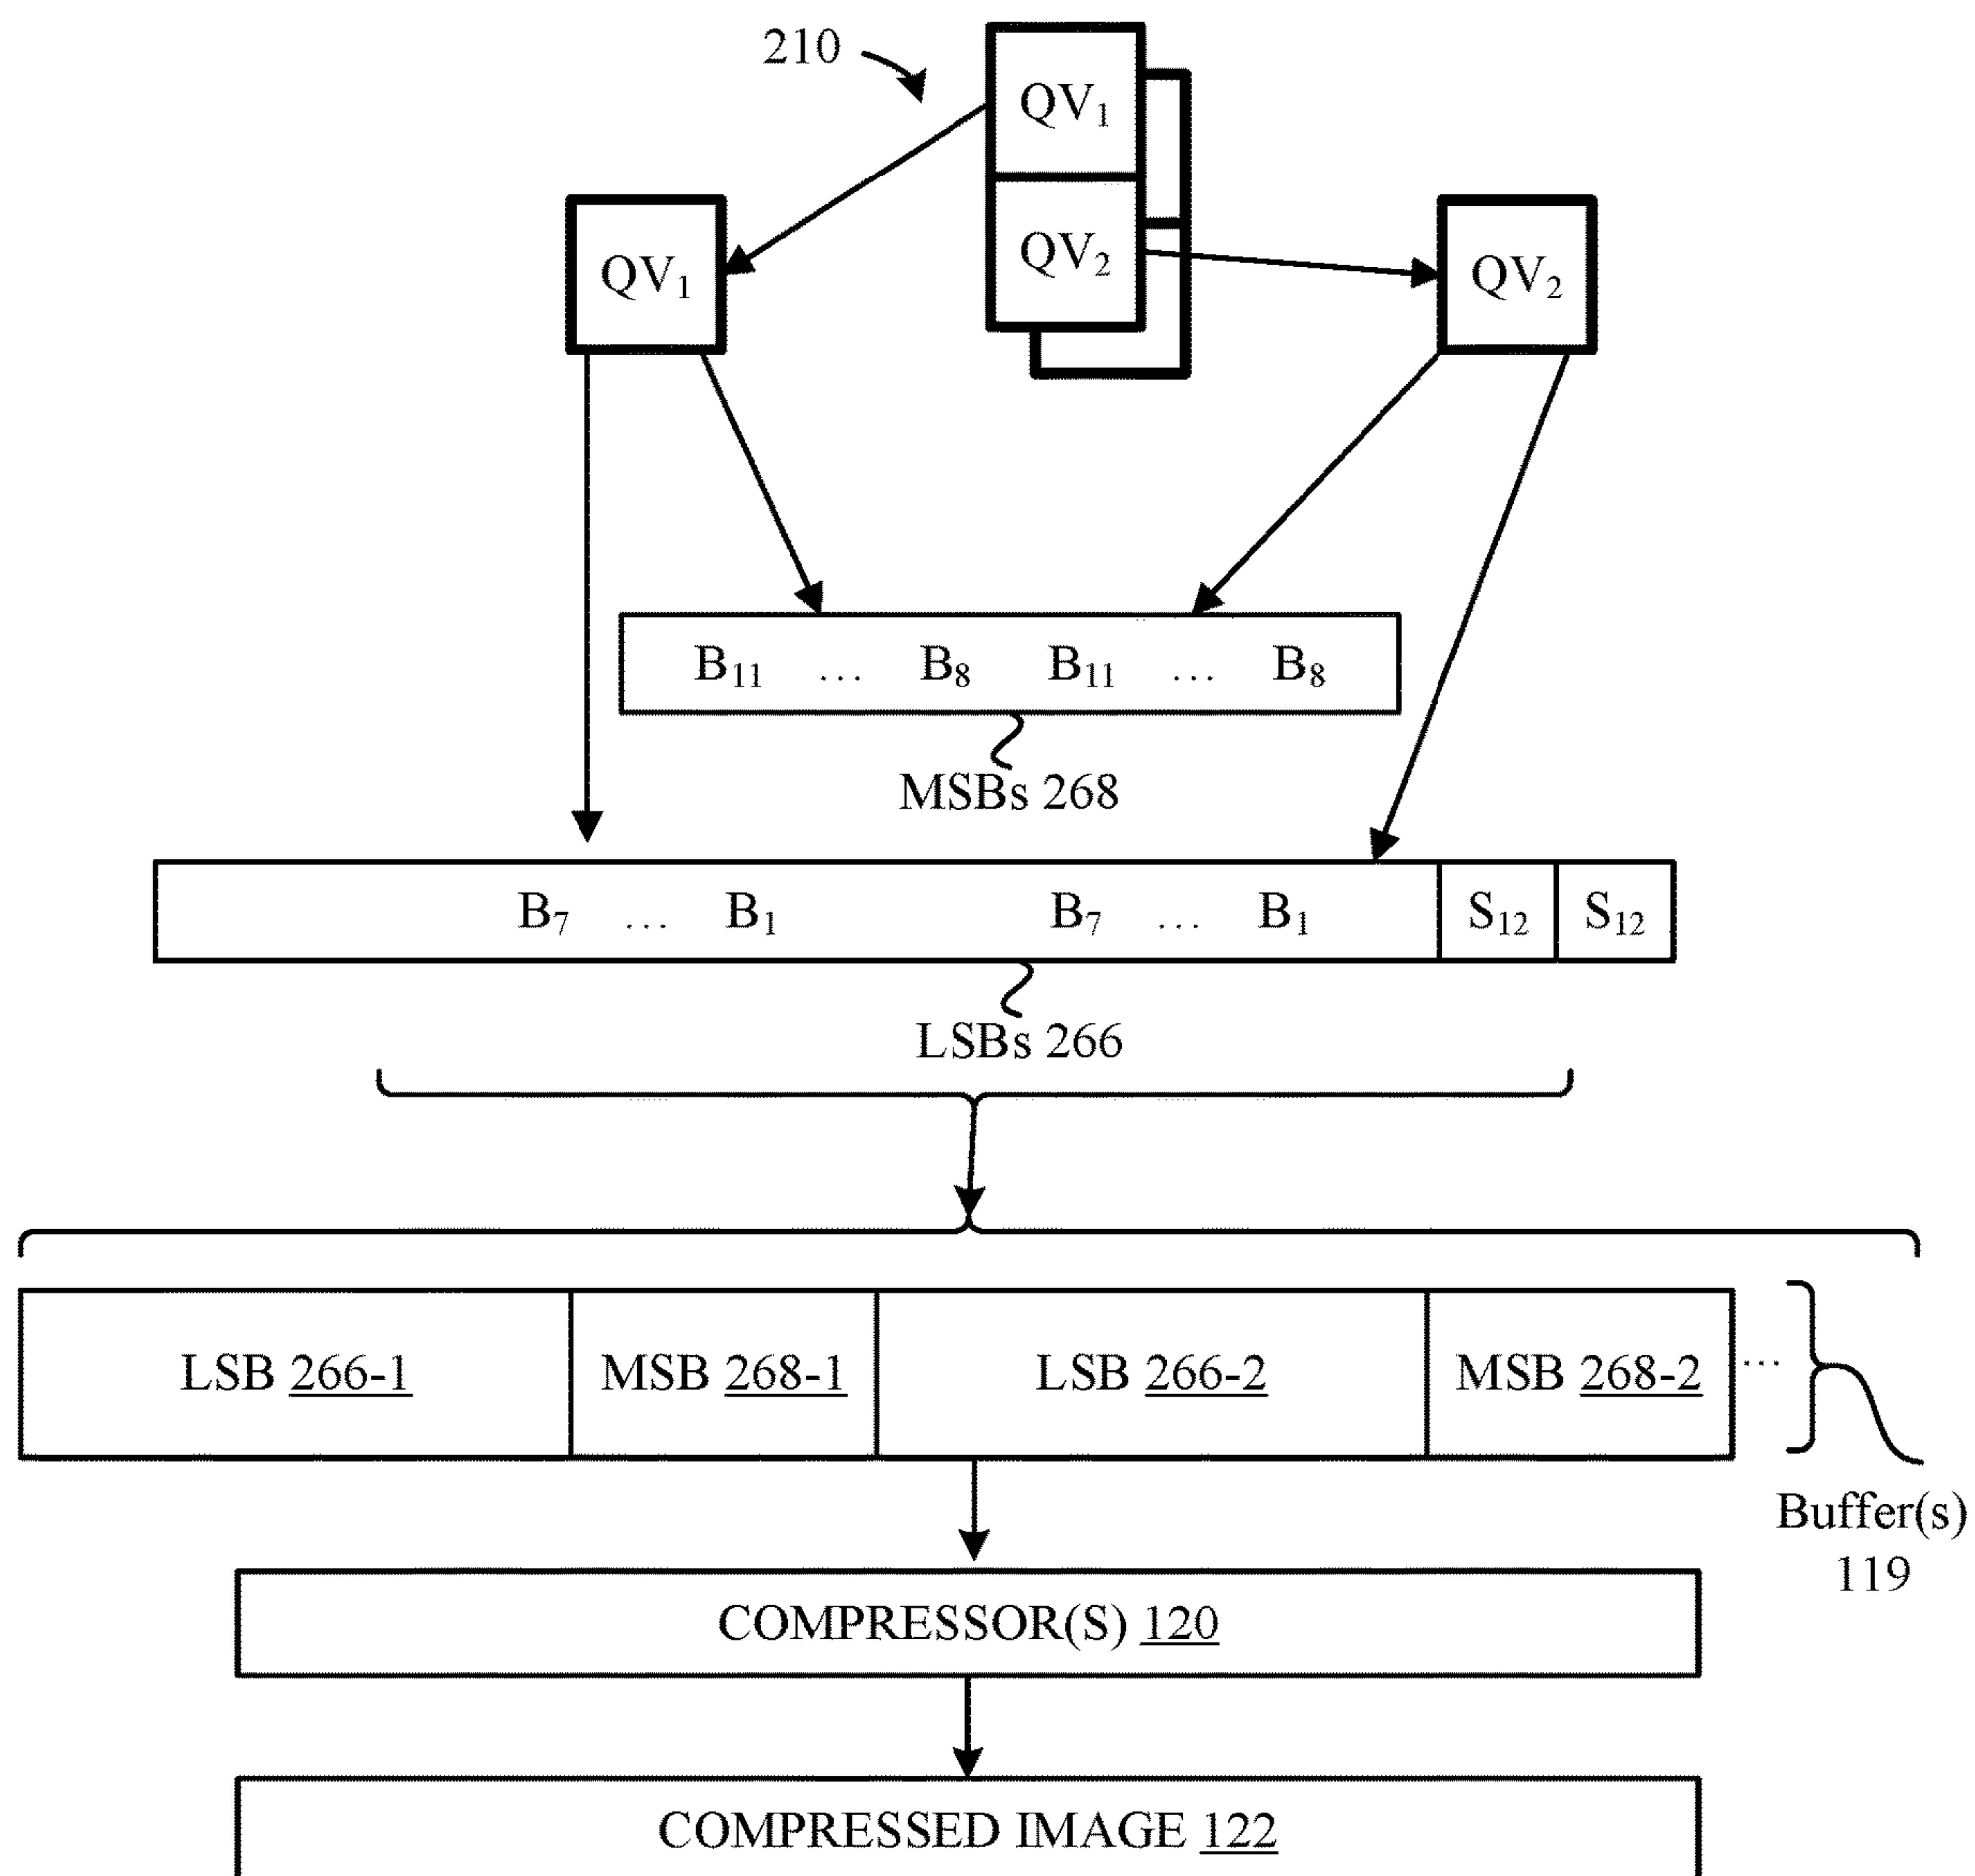 210
QV₁
QV₂
QV₁
QV₂
B₁₁ … B₈ B₁₁ … B₈
MSBs 268
B₇ … B₁ B₇ … B₁ S₁₂ S₁₂
LSBs 266
LSB 266-1 MSB 268-1 LSB 266-2 MSB 268-2 …
Buffer(s)
119
COMPRESSOR(S) 120
COMPRESSED IMAGE 122